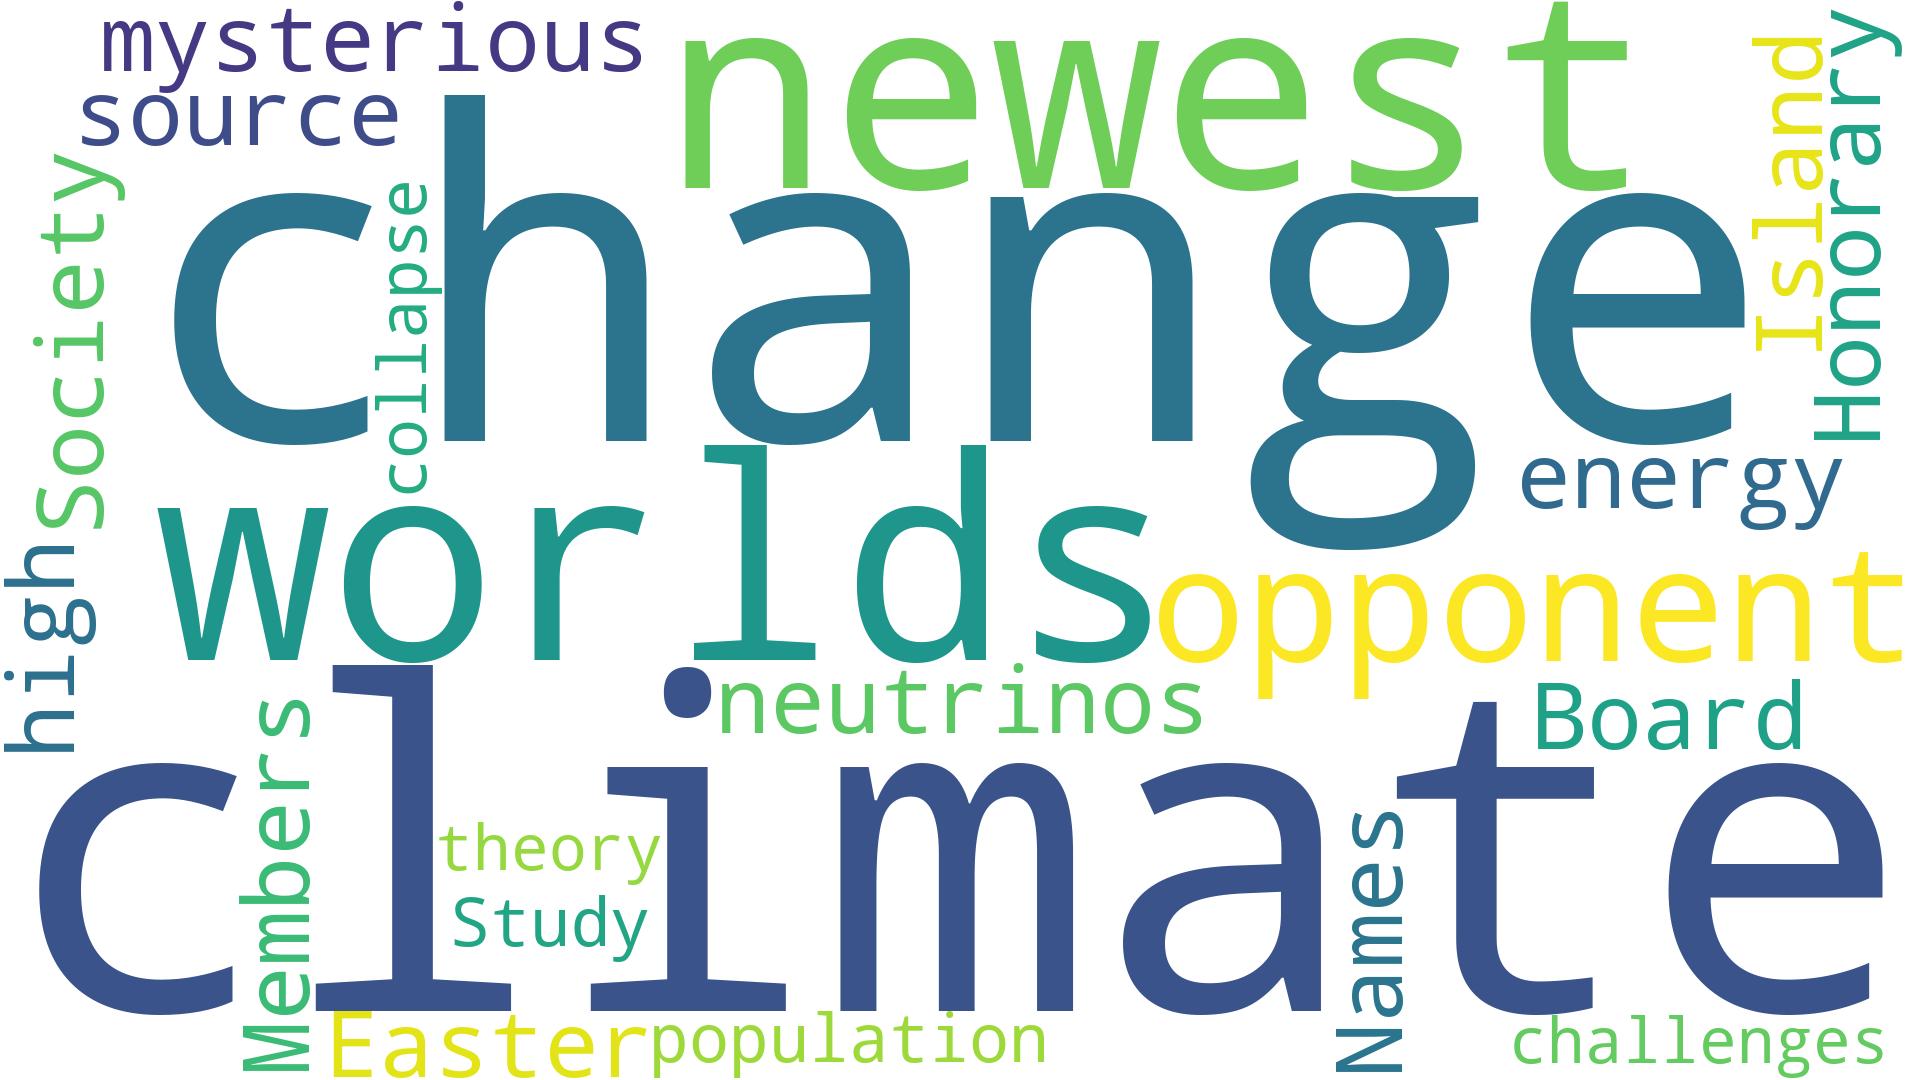 mysterious
newest
source
change
Society
collapse
Island
Honorary
energy
worlds
opponent
high
neutrinos
Board
climate
Members
theory
Study
Names
Easter
population
challenges